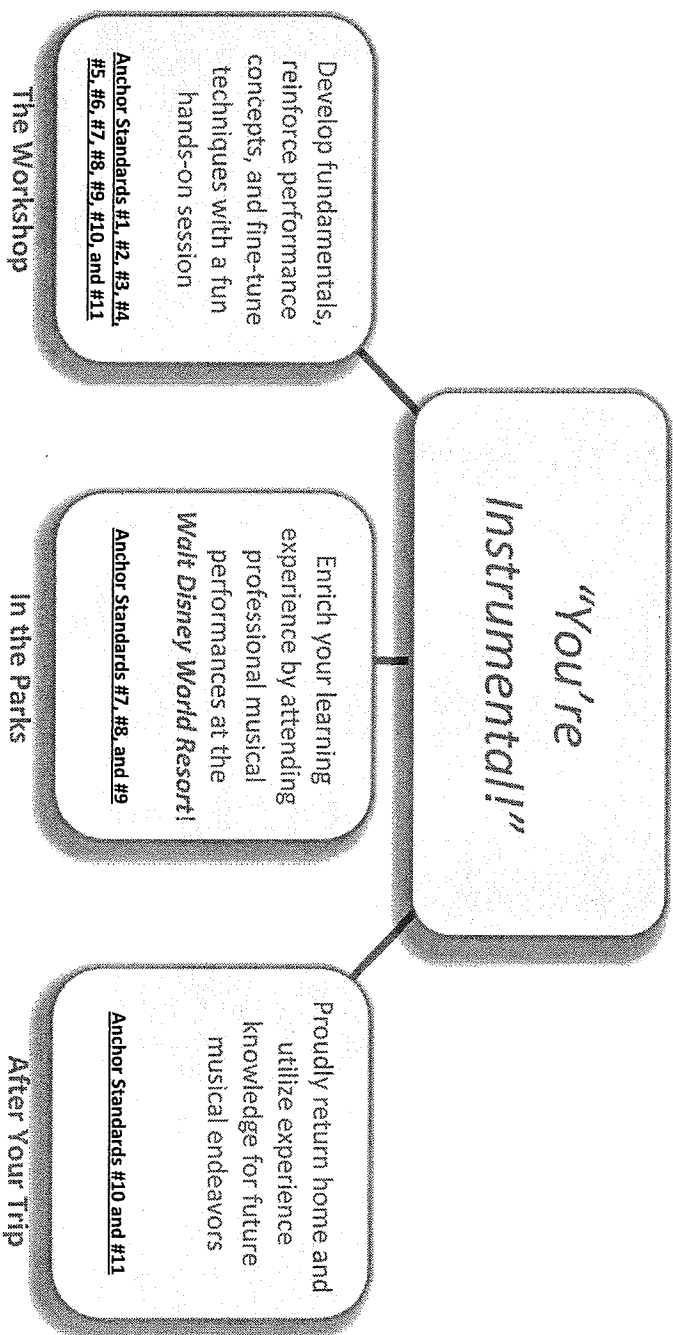 "You're
Instrumental!"
Develop fundamentals,
reinforce performance
concepts, and fine-tune
techniques with a fun
hands-on session
Anchor Standards #1, #2, #3, #4,
#5, #6, #7, #8, #9, #10, and #11
The Workshop
Enrich your learning
experience by attending
professional musical
performances at the
Walt Disney World Resort!
Anchor Standards #7, #8, and #9
In the Parks
Proudly return home and
utilize experience
knowledge for future
musical endeavors
Anchor Standards #10 and #11
After Your Trip